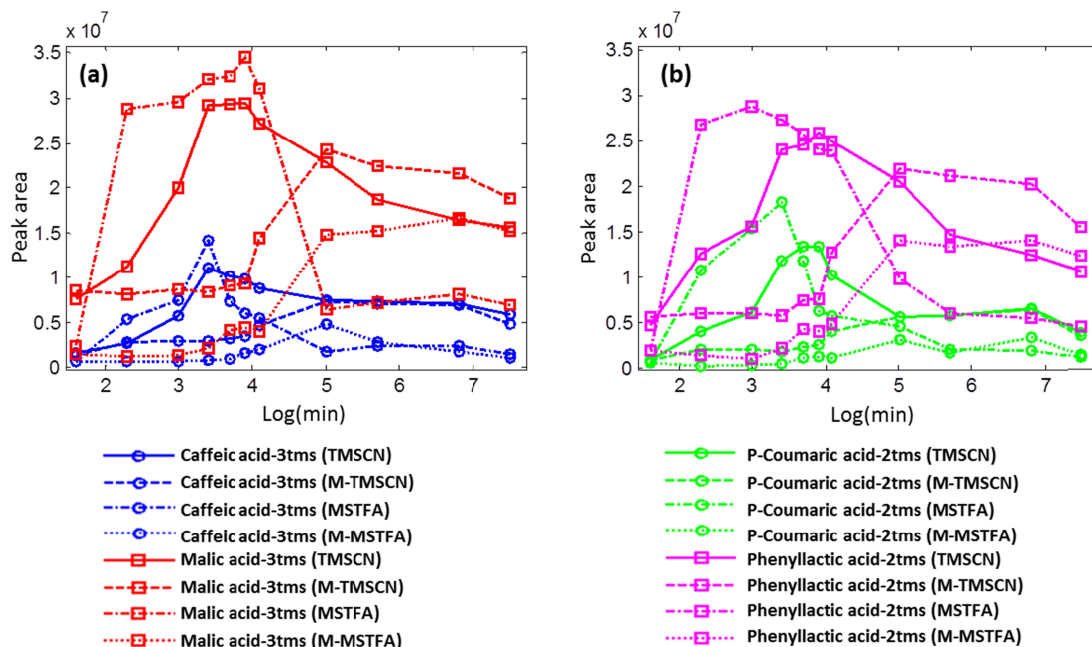 x 10^7
(a)
3.5
3
2.5
2
1.5
1
0.5
0
Peak area
2 3 4 5 6 7
Log(min)
Caffeic acid-3tms (TMSCN)
Caffeic acid-3tms (M-TMSCN)
Caffeic acid-3tms (MSTFA)
Caffeic acid-3tms (M-MSTFA)
Malic acid-3tms (TMSCN)
Malic acid-3tms (M-TMSCN)
Malic acid-3tms (MSTFA)
Malic acid-3tms (M-MSTFA)
x 10^7
(b)
3.5
3
2.5
2
1.5
1
0.5
0
Peak area
2 3 4 5 6 7
Log(min)
P-Coumaric acid-2tms (TMSCN)
P-Coumaric acid-2tms (M-TMSCN)
P-Coumaric acid-2tms (MSTFA)
P-Coumaric acid-2tms (M-MSTFA)
Phenyllactic acid-2tms (TMSCN)
Phenyllactic acid-2tms (M-TMSCN)
Phenyllactic acid-2tms (MSTFA)
Phenyllactic acid-2tms (M-MSTFA)